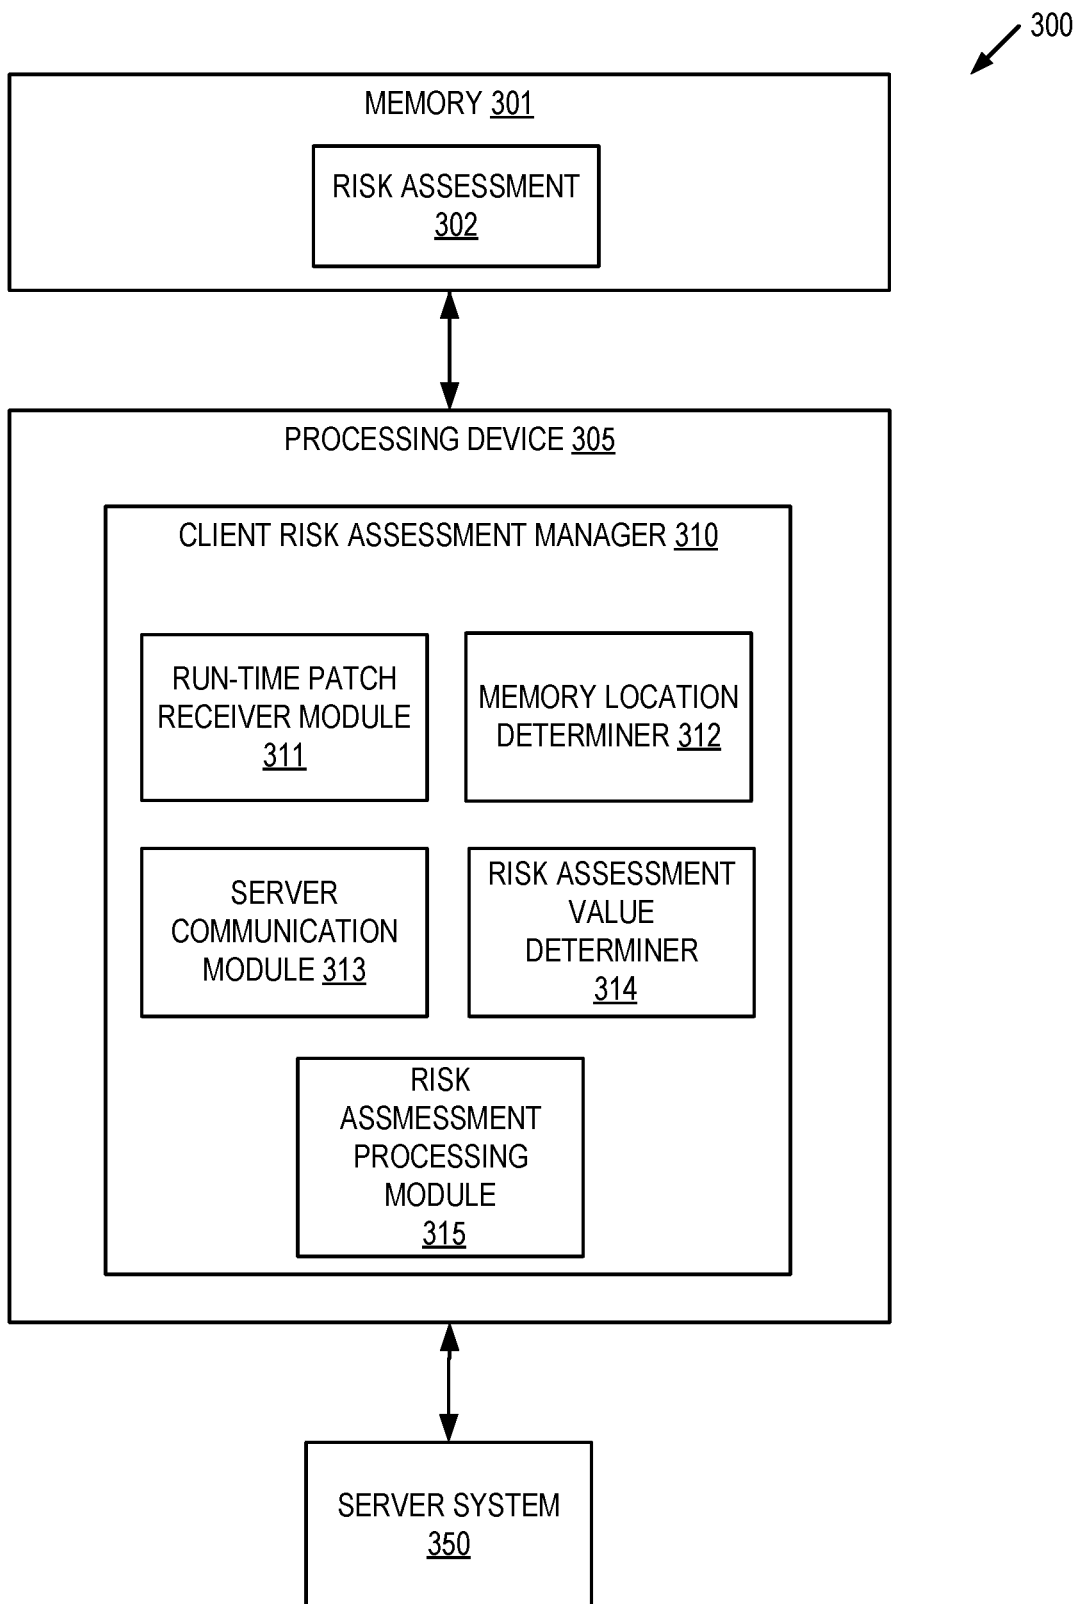 300
MEMORY 301
RISK ASSESSMENT
302
PROCESSING DEVICE 305
CLIENT RISK ASSESSMENT MANAGER 310
RUN-TIME PATCH
RECEIVER MODULE
311
MEMORY LOCATION
DETERMINER 312
SERVER
COMMUNICATION
MODULE 313
RISK ASSESSMENT
VALUE
DETERMINER
314
RISK
ASSMESSMENT
PROCESSING
MODULE
315
SERVER SYSTEM
350